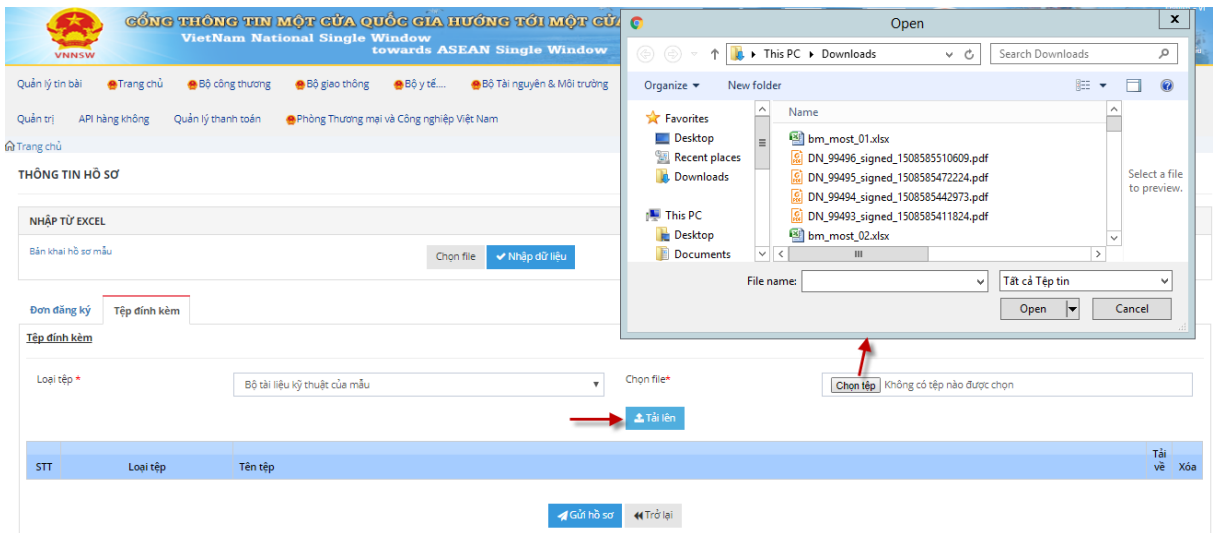 CỔNG THÔNG TIN MỘT CỬA QUỐC GIA HƯỚNG TỚI MỘT CỬA
VietNam National Single Window
towards ASEAN Single Window
VNNSW
Quản lý tin bài Trang chủ Bộ công thương Bộ giao thông Bộ y tế.... Bộ Tài nguyên & Môi trường
Quản trị API hàng không Quản lý thanh toán Phòng Thương mại và Công nghiệp Việt Nam
Trang chủ
THÔNG TIN HỒ SƠ
NHẬP TỪ EXCEL
Bản khai hồ sơ mẫu
Chọn file Nhập dữ liệu
Open
x
This PC Downloads Search Downloads
Organize New folder
Favorites
Desktop
Recent places
Downloads
This PC
Desktop
Documents
Name
bm_most_01.xlsx
DN_99496_signed_1508585510609.pdf
DN_99495_signed_1508585472224.pdf
DN_99494_signed_1508585442973.pdf
DN_99493_signed_1508585411824.pdf
bm_most_02.xlsx
Select a file
to preview.
File name: Tất cả Tệp tin
Open Cancel
Đơn đăng ký Tệp đính kèm
Tệp đính kèm
Loại tệp * Bộ tài liệu kỹ thuật của mẫu Chọn file* Chọn tệp Không có tệp nào được chọn
Tải lên
STT Loại tệp Tên tệp Tải về Xóa
Gửi hồ sơ Trở lại